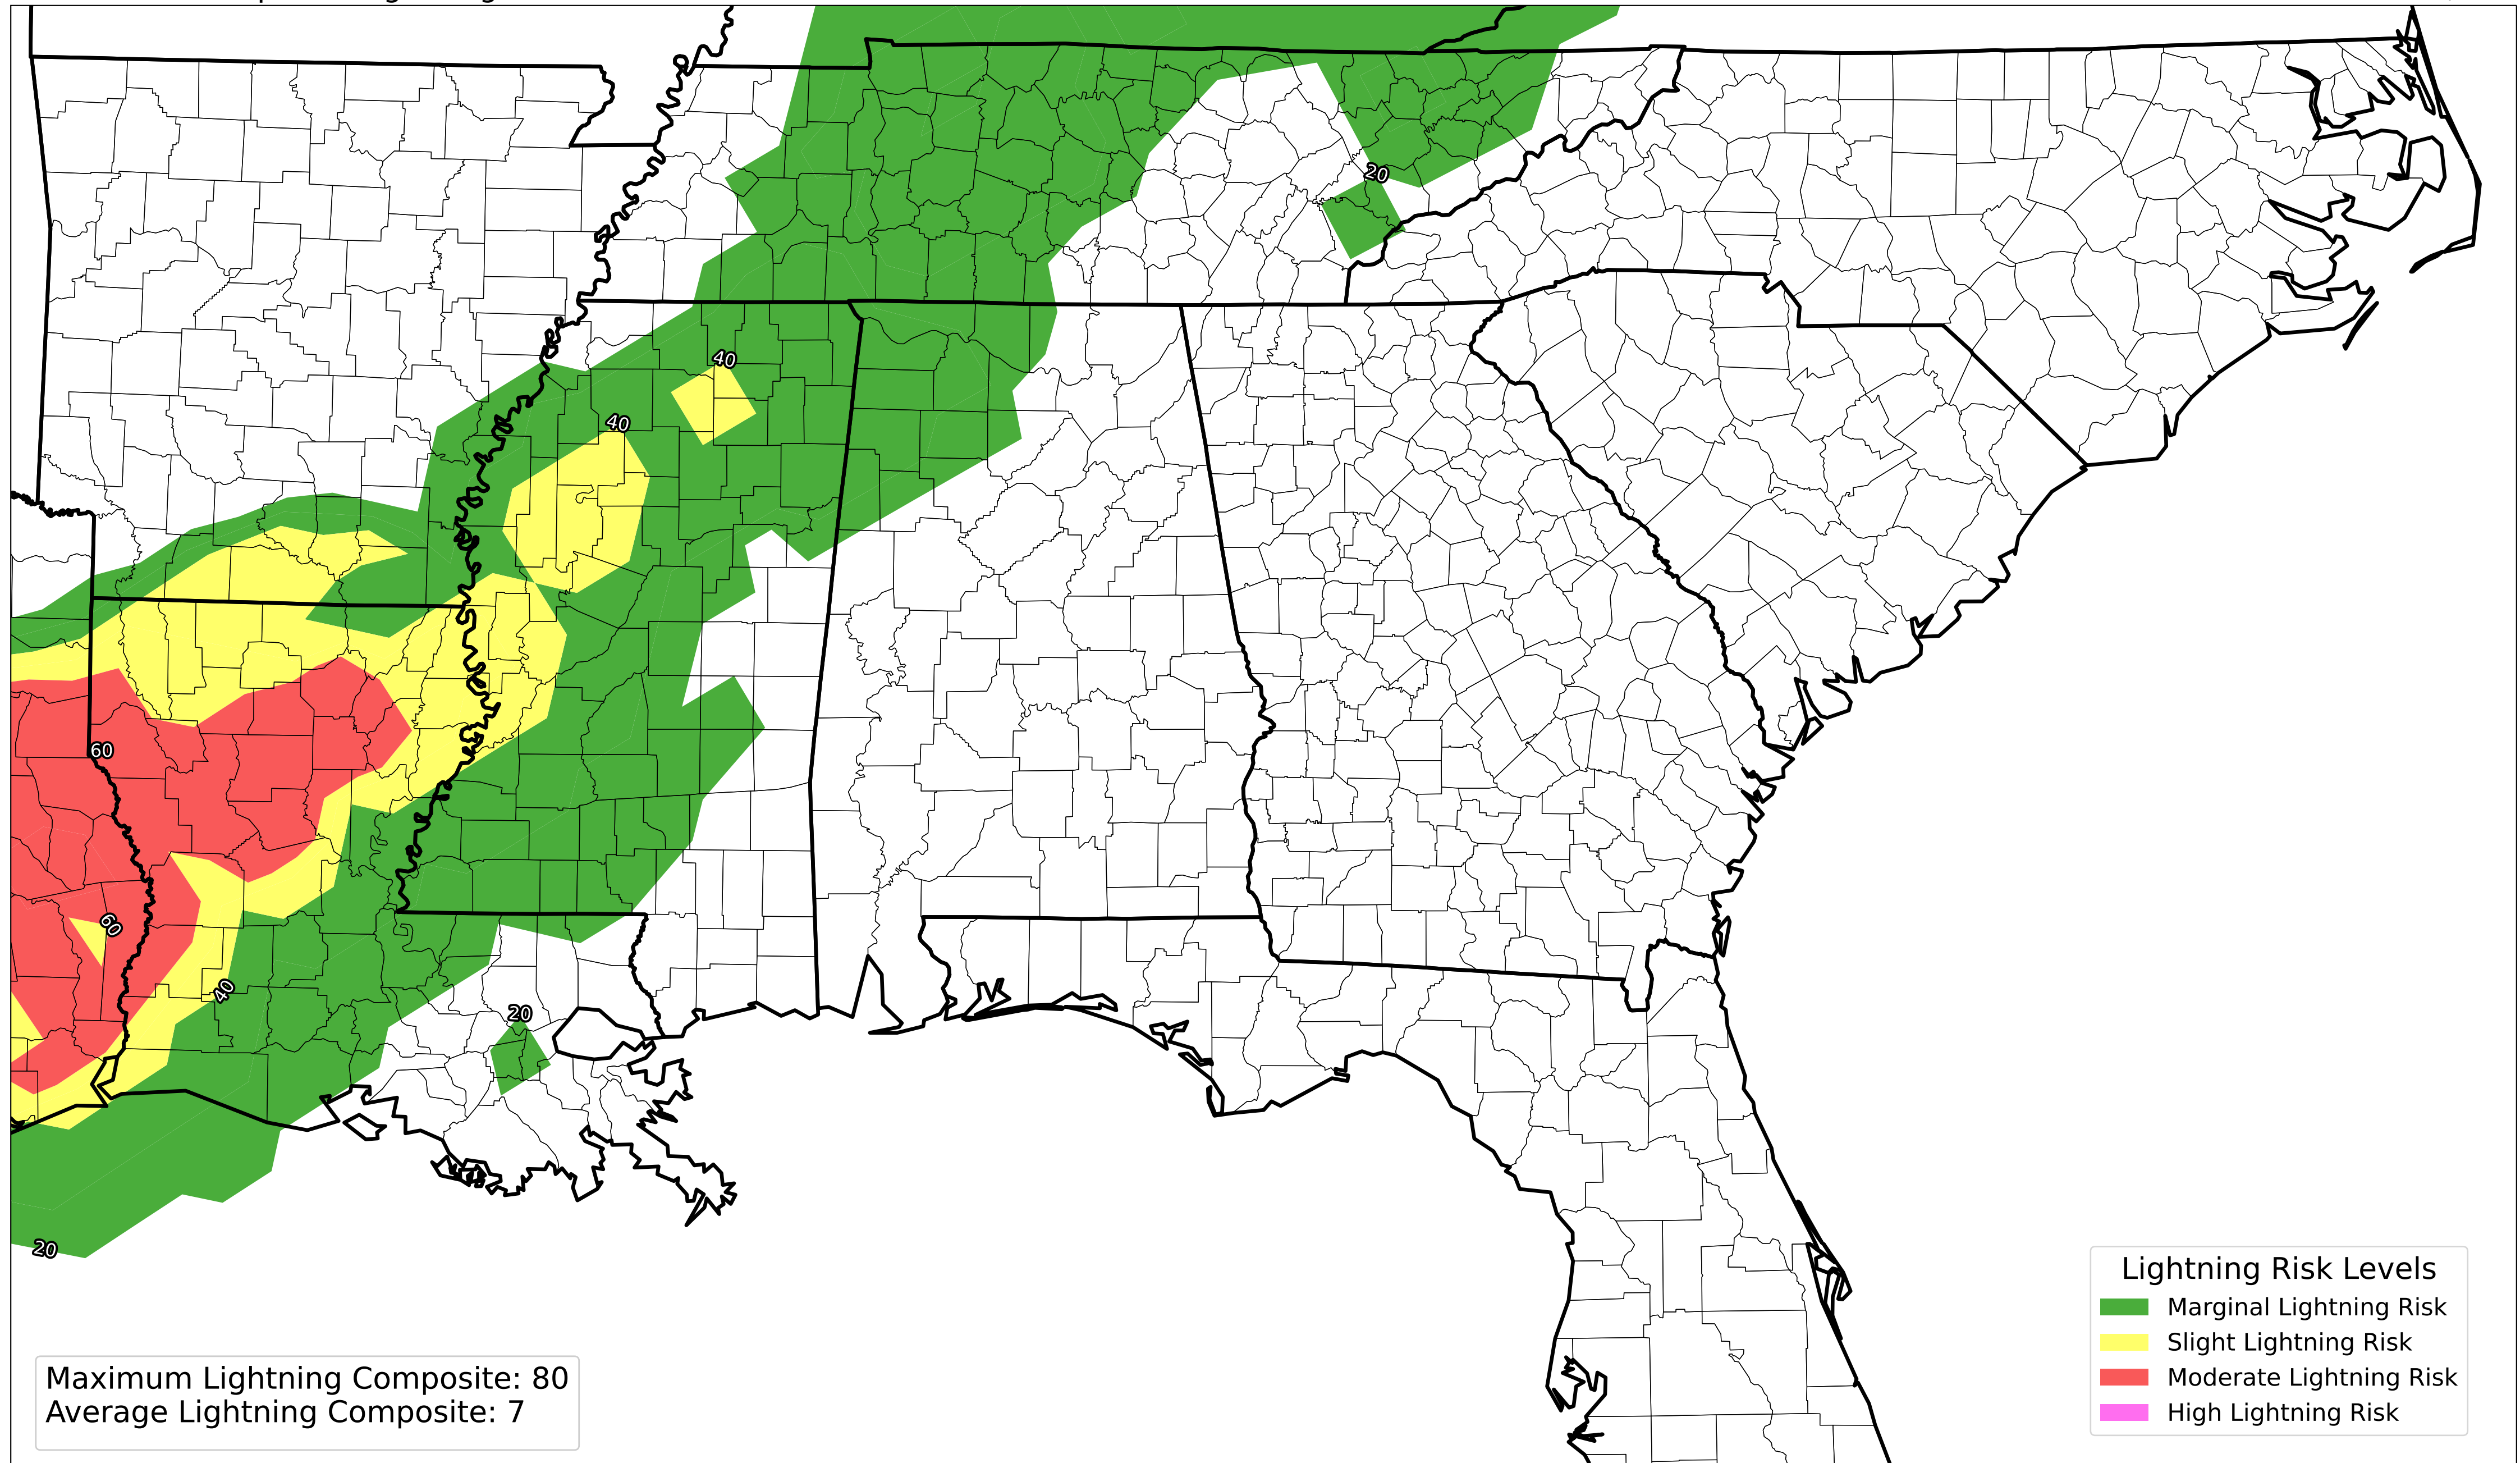 20
40
40
60
60
40
20
20
Lightning Risk Levels
Marginal Lightning Risk
Slight Lightning Risk
Moderate Lightning Risk
High Lightning Risk
Maximum Lightning Composite: 80
Average Lightning Composite: 7